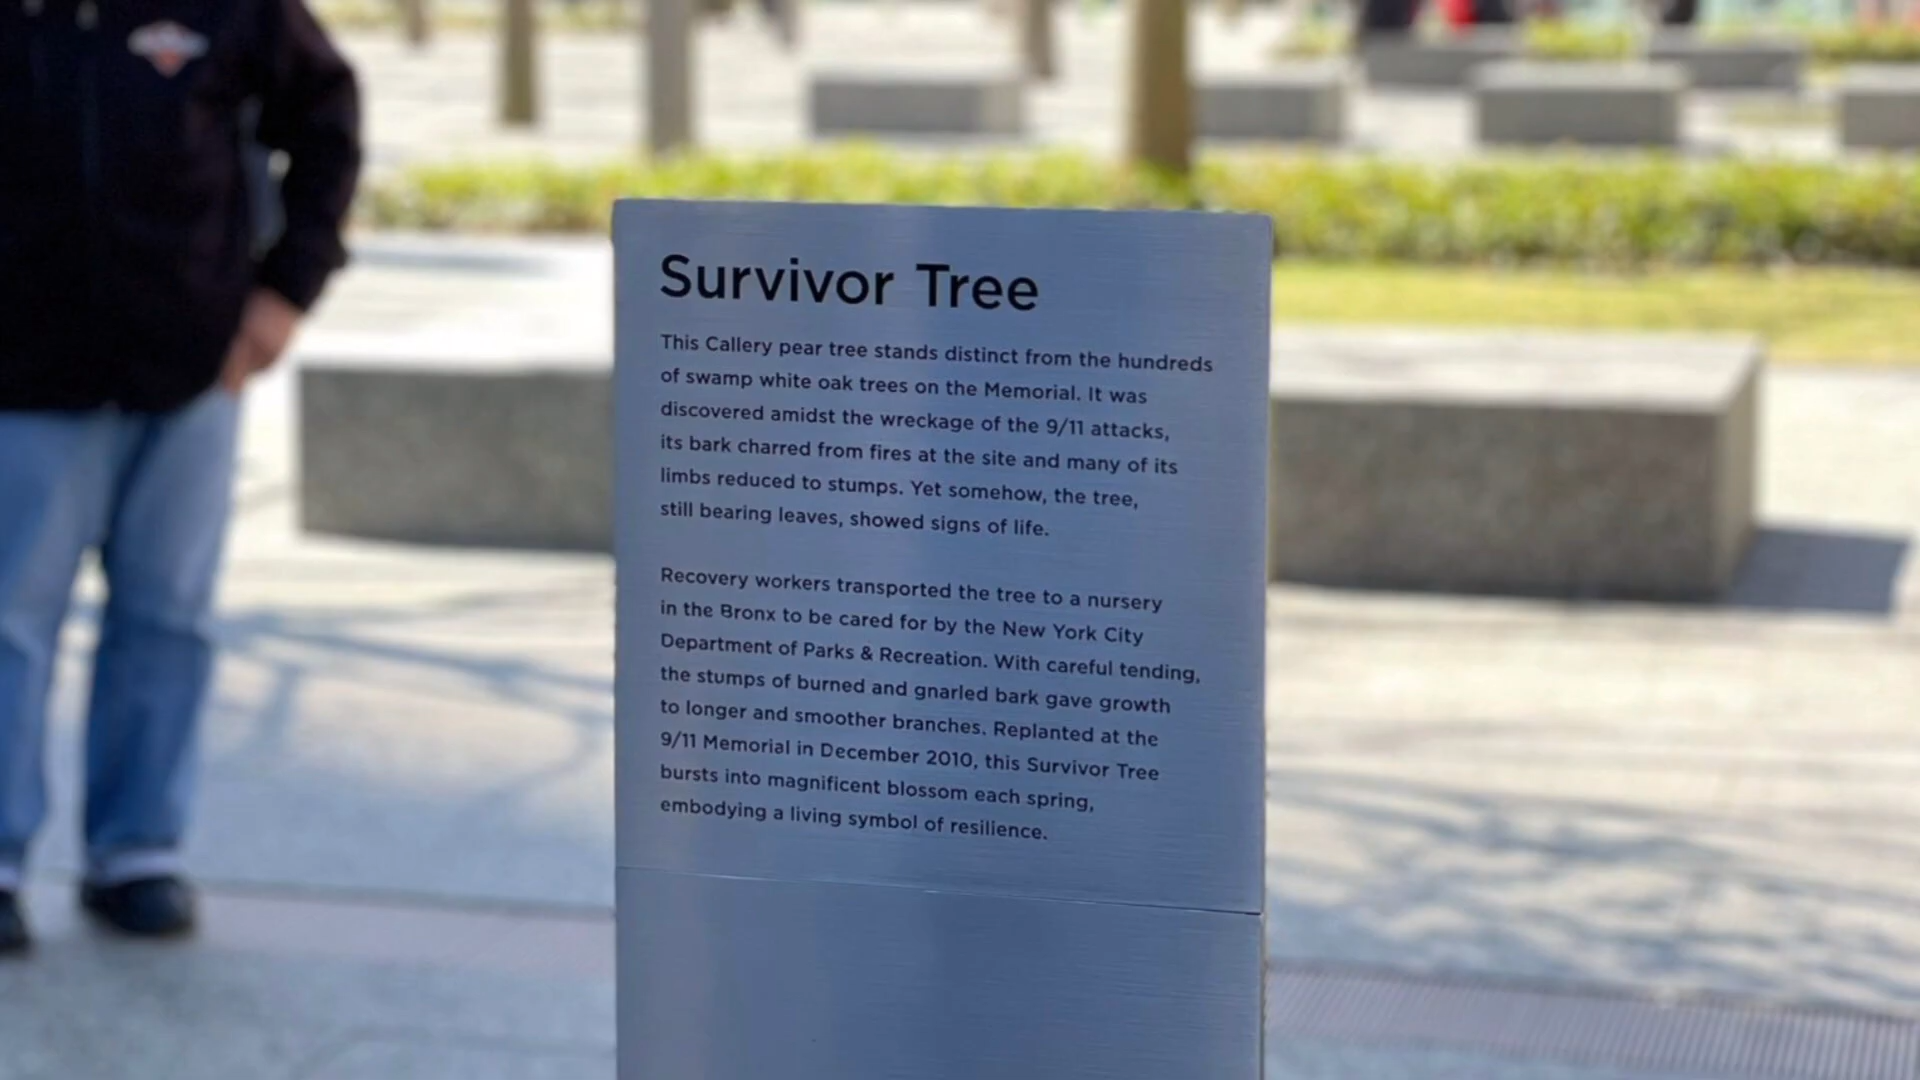 Survivor Tree
This Callery pear tree stands distinct from the hundreds
of swamp white oak trees on the Memorial. It was
discovered amidst the wreckage of the 9/11 attacks,
its bark charred from fires at the site and many of its
limbs reduced to stumps. Yet somehow, the tree,
still bearing leaves, showed signs of life.
Recovery workers transported the tree to a nursery
in the Bronx to be cared for by the New York City
Department of Parks & Recreation. With careful tending,
the stumps of burned and gnarled bark gave growth
to longer and smoother branches. Replanted at the
9/11 Memorial in December 2010, this Survivor Tree
bursts into magnificent blossom each spring,
embodying a living symbol of resilience.